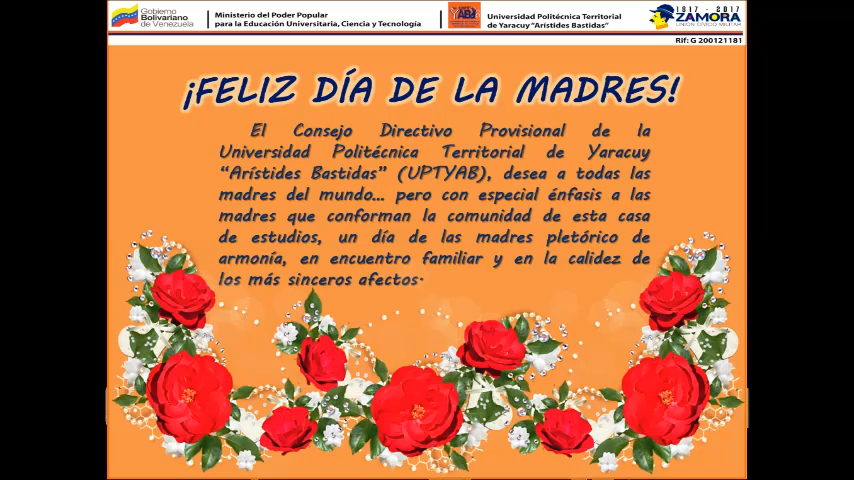 Gobierno
Bolivariano
de Venezuela
Ministerio del Poder Popular
para la Educación Universitaria, Ciencia y Tecnología
Universidad Politécnica Territorial
de Yaracuy "Arístides Bastidas"
1817 - 2017
ZAMORA
UNIÓN CÍVICO MILITAR
Rif: G 200121181
¡FELIZ DÍA DE LA MADRES!
El Consejo Directivo Provisional de la
Universidad Politécnica Territorial de Yaracuy
“Arístides Bastidas” (UPTYAB), desea a todas las
madres del mundo... pero con especial énfasis a las
madres que conforman la comunidad de esta casa
de estudios, un día de las madres pletórico de
armonía, en encuentro familiar y en la calidez de
los más sinceros afectos.